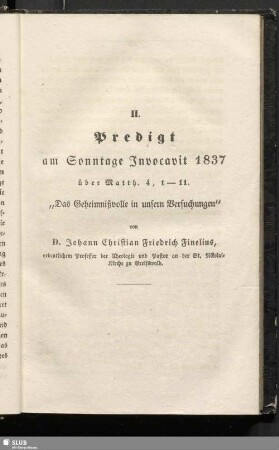 II.
Predigt
am Sonntage Invocavit 1837
über Matth. 4, 1—11.
„Das Geheimnißvolle in unsern Versuchungen“
von
D. Johann Christian Friedrich Finelius,
ordentlichem Professor der Theologie und Pastor an der St. Nikolai-
Kirche zu Greifswald.
SLUB